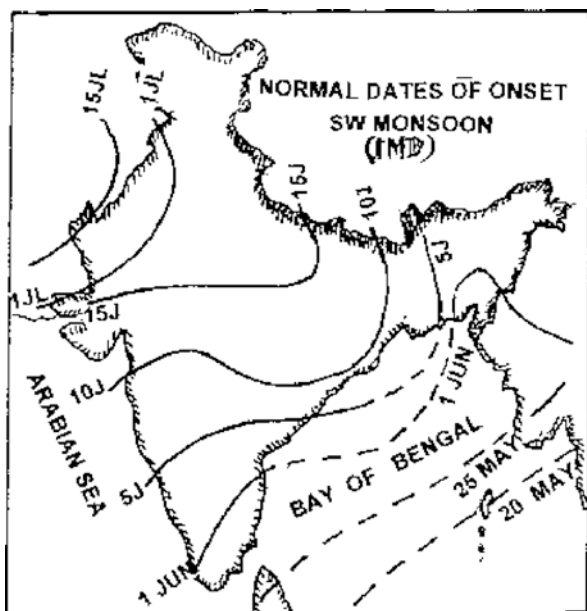 NORMAL DATES OF ONSET
SW MONSOON
(IMD)
15JL
1JL
15J
10J
5J
1JL
15J
10J
5J
1 JUN
1 JUN
ARABIAN SEA
BAY OF BENGAL
25 MAY
20 MAY